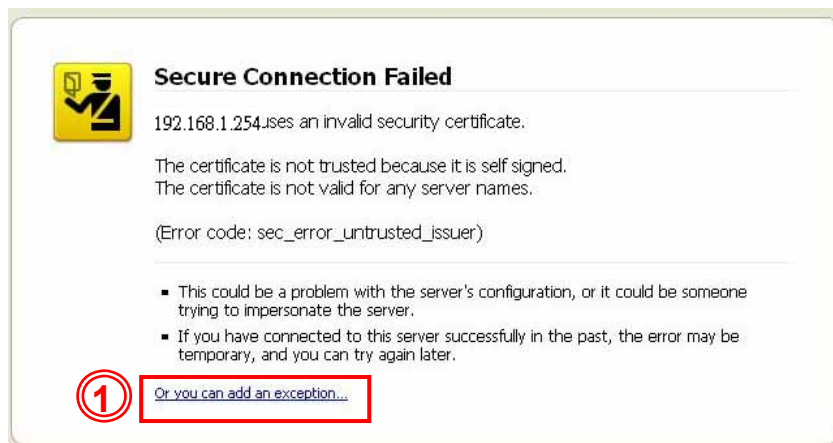 Secure Connection Failed
192.168.1.254 uses an invalid security certificate.
The certificate is not trusted because it is self signed.
The certificate is not valid for any server names.
(Error code: sec_error_untrusted_issuer)
▪ This could be a problem with the server's configuration, or it could be someone
trying to impersonate the server.
▪ If you have connected to this server successfully in the past, the error may be
temporary, and you can try again later.
1
Or you can add an exception...